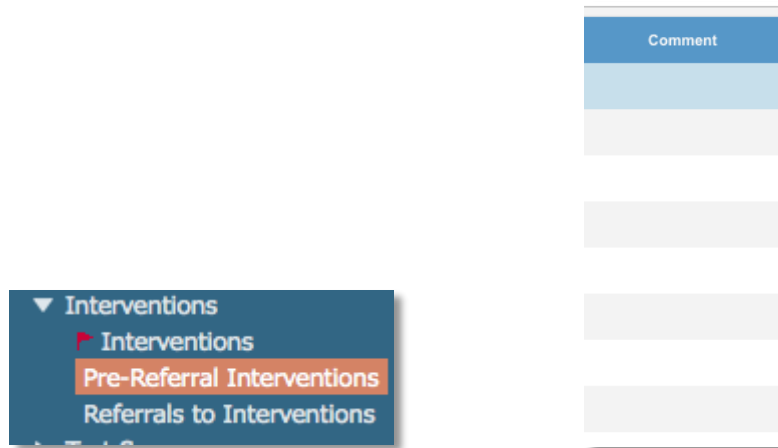 Comment
Interventions
Interventions
Pre-Referral Interventions
Referrals to Interventions